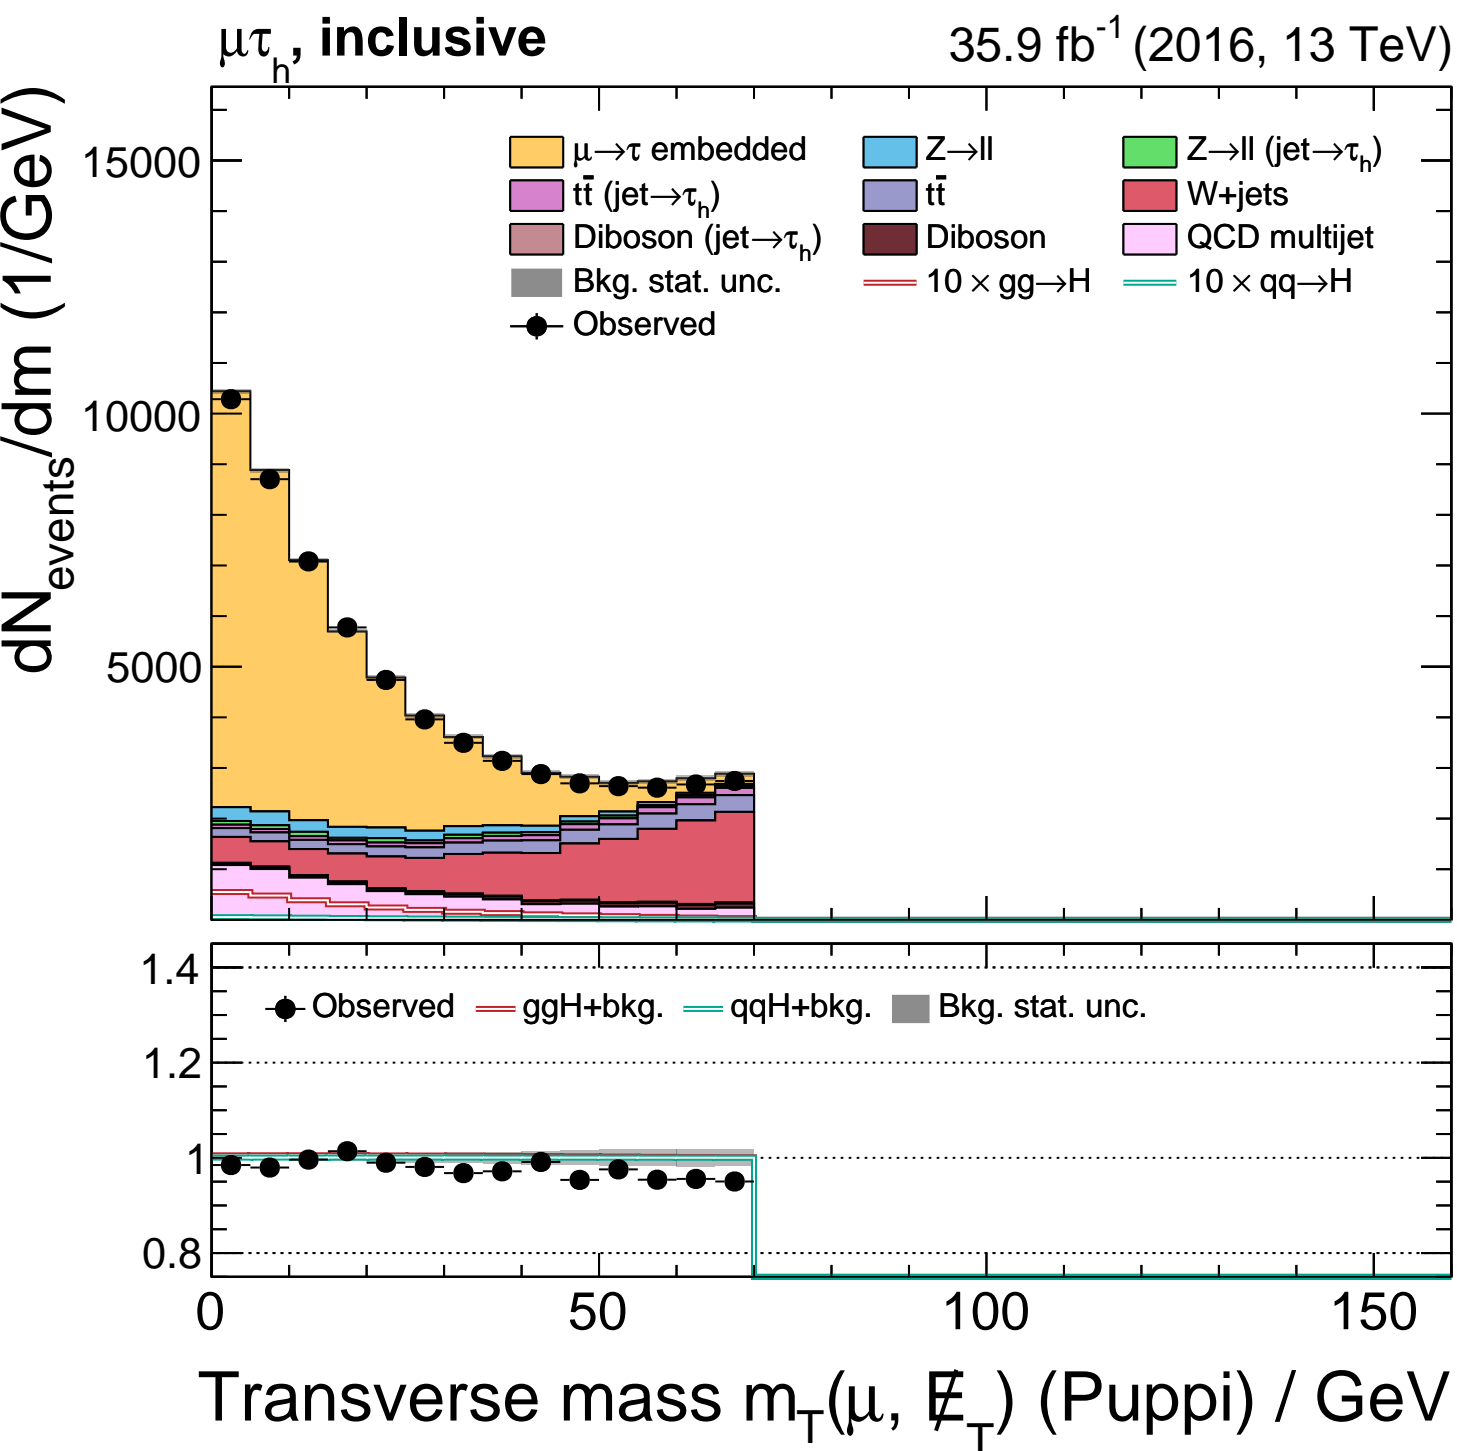 μτh, inclusive
35.9 fb-1 (2016, 13 TeV)
dNevents/dm (1/GeV)
15000
10000
5000
μ→τ embedded
Z→ll
Z→ll (jet→τh)
tt̄ (jet→τh)
tt̄
W+jets
Diboson (jet→τh)
Diboson
QCD multijet
Bkg. stat. unc.
10 × gg→H
10 × qq→H
Observed
1.4
1.2
1
0.8
Observed
ggH+bkg.
qqH+bkg.
Bkg. stat. unc.
0
50
100
150
Transverse mass mT(μ, E̸T) (Puppi) / GeV